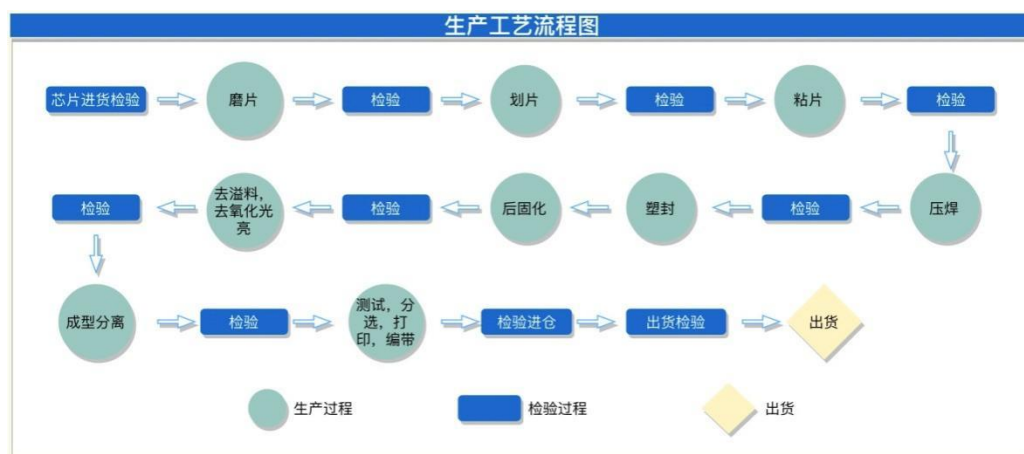 生产工艺流程图
芯片进货检验
磨片
检验
划片
检验
粘片
检验
压焊
检验
塑封
后固化
检验
去溢料，
去氧化光
亮
检验
成型分离
检验
测试，分
选，打
印，编带
检验进仓
出货检验
出货
生产过程
检验过程
出货